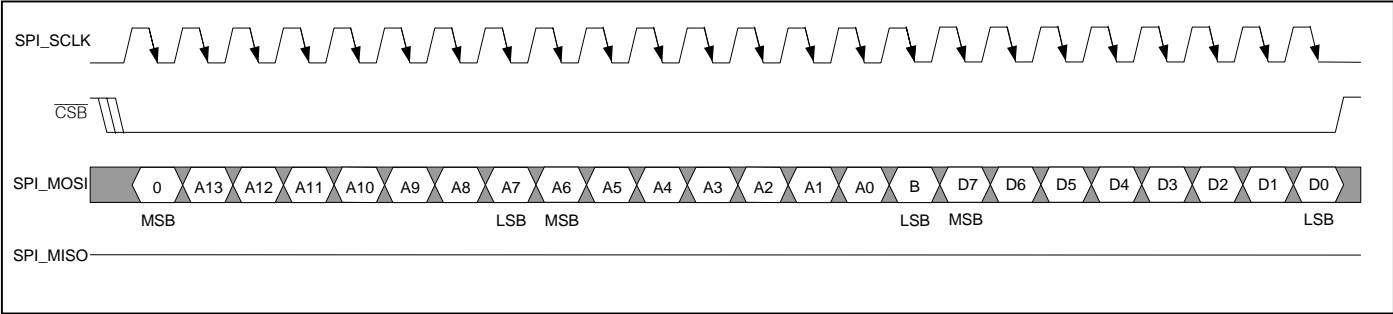 SPI_SCLK
CSB
SPI_MOSI 0 A13 A12 A11 A10 A9 A8 A7 A6 A5 A4 A3 A2 A1 A0 B D7 D6 D5 D4 D3 D2 D1 D0
MSB LSB MSB LSB MSB LSB
SPI_MISO